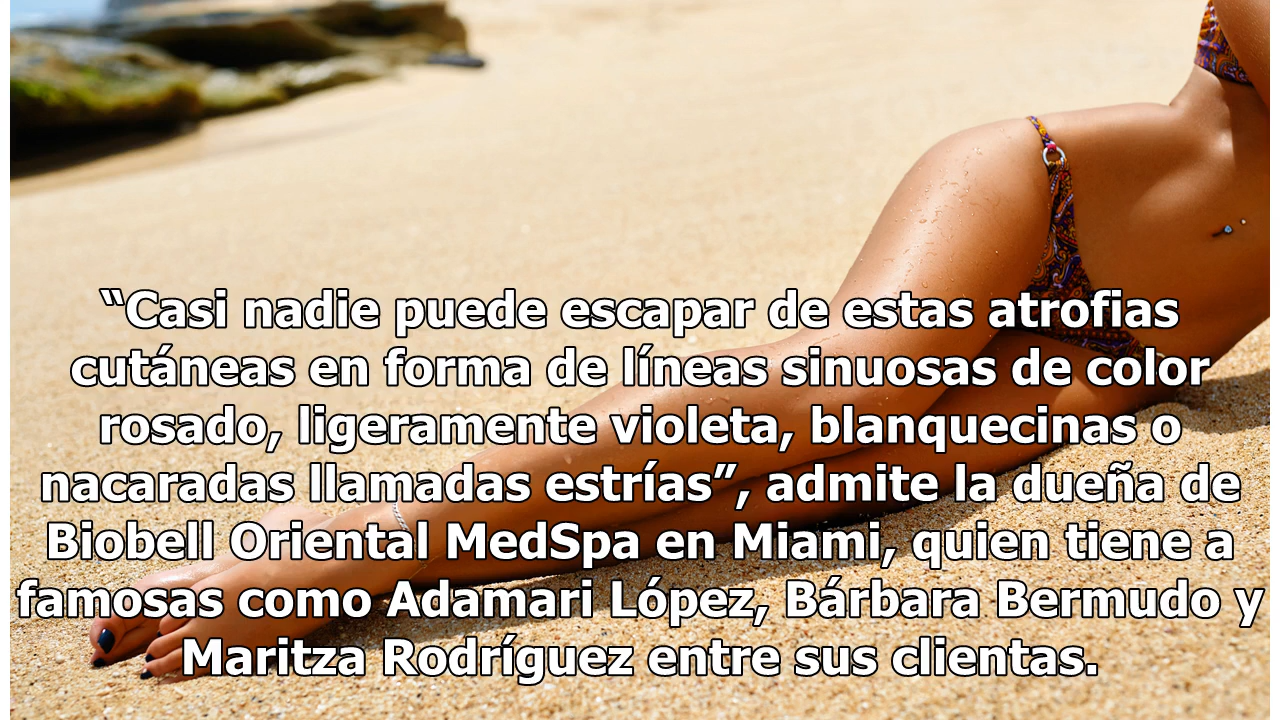 “Casi nadie puede escapar de estas atrofias
cutáneas en forma de líneas sinuosas de color
rosado, ligeramente violeta, blanquecinas o
nacaradas llamadas estrías”, admite la dueña de
Biobell Oriental MedSpa en Miami, quien tiene a
famosas como Adamari López, Bárbara Bermudo y
Maritza Rodríguez entre sus clientas.